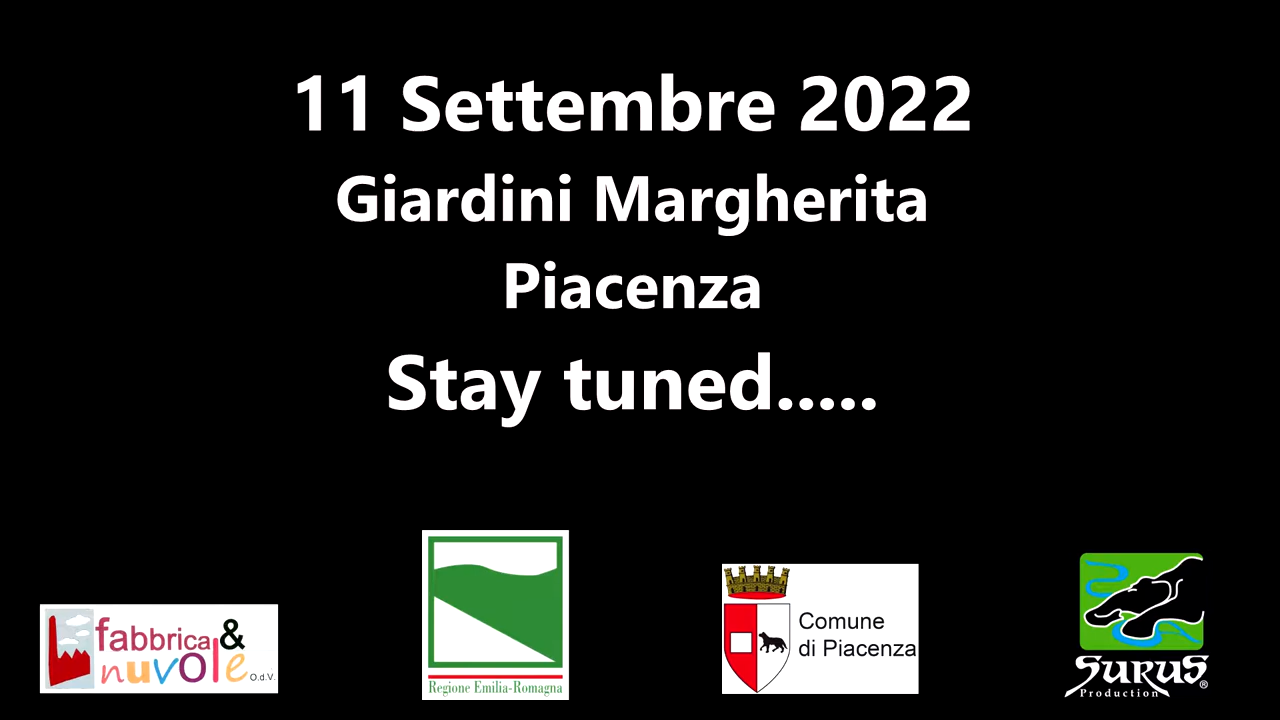 11 Settembre 2022
Giardini Margherita
Piacenza
Stay tuned.....
fabbrica&
nuvole O.d.V.
Regione Emilia-Romagna
Comune
di Piacenza
SURUS®
Production